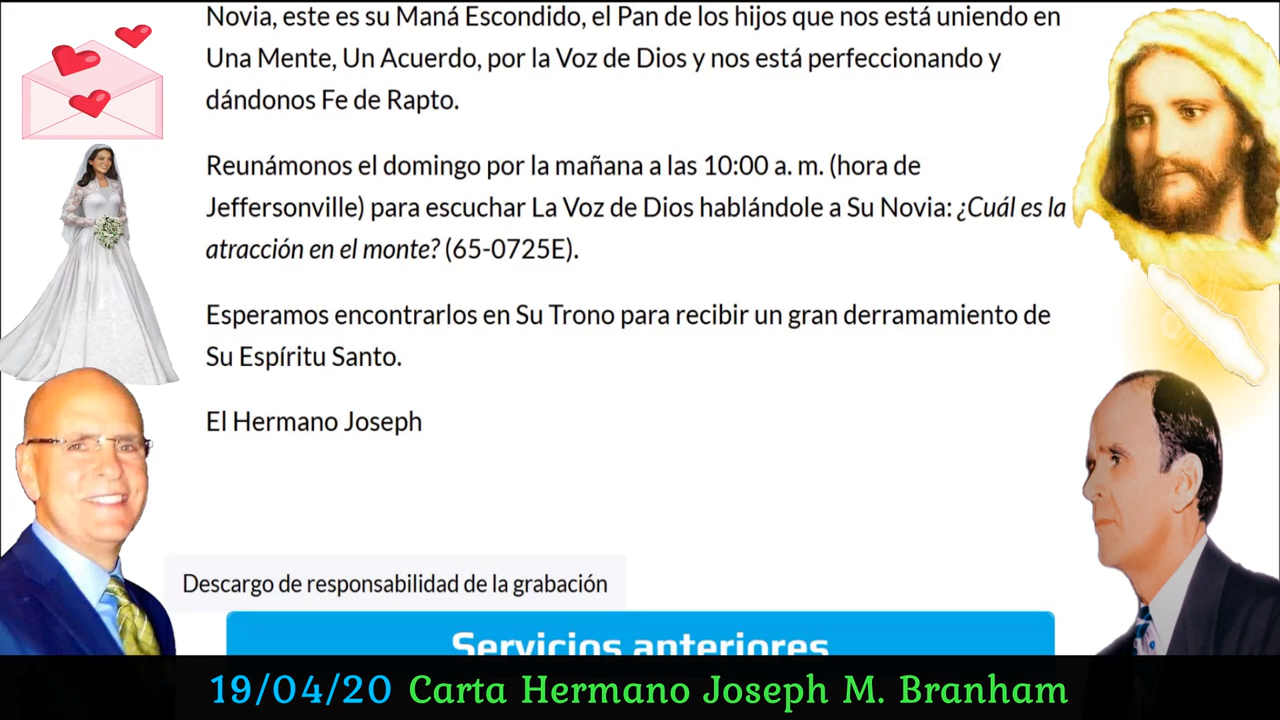 Novia, este es su Maná Escondido, el Pan de los hijos que nos está uniendo en
Una Mente, Un Acuerdo, por la Voz de Dios y nos está perfeccionando y
dándonos Fe de Rapto.
Reunámonos el domingo por la mañana a las 10:00 a. m. (hora de
Jeffersonville) para escuchar La Voz de Dios hablándole a Su Novia: ¿Cuál es la
atracción en el monte? (65-0725E).
Esperamos encontrarlos en Su Trono para recibir un gran derramamiento de
Su Espíritu Santo.
El Hermano Joseph
Descargo de responsabilidad de la grabación
Servicios anteriores
19/04/20 Carta Hermano Joseph M. Branham